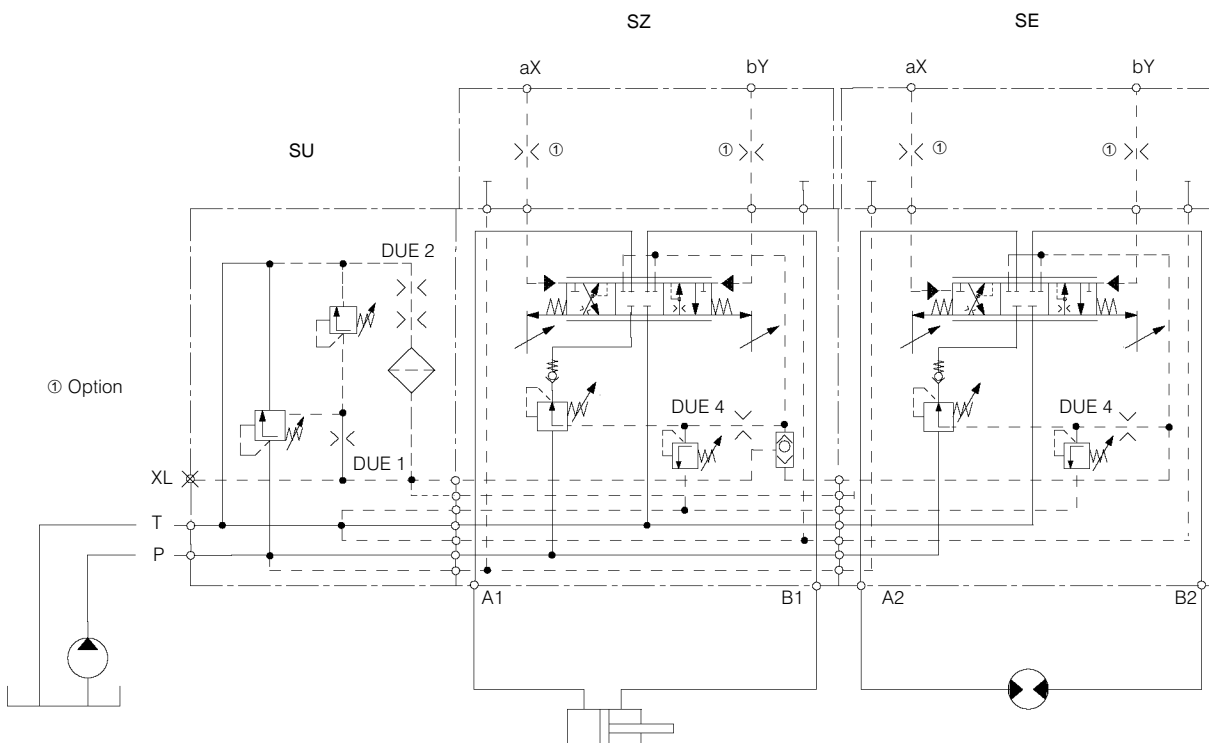 SZ
SE
aX
bY
aX
bY
①
①
①
①
SU
DUE 2
① Option
DUE 4
DUE 4
DUE 1
XL
T
P
A1
B1
A2
B2